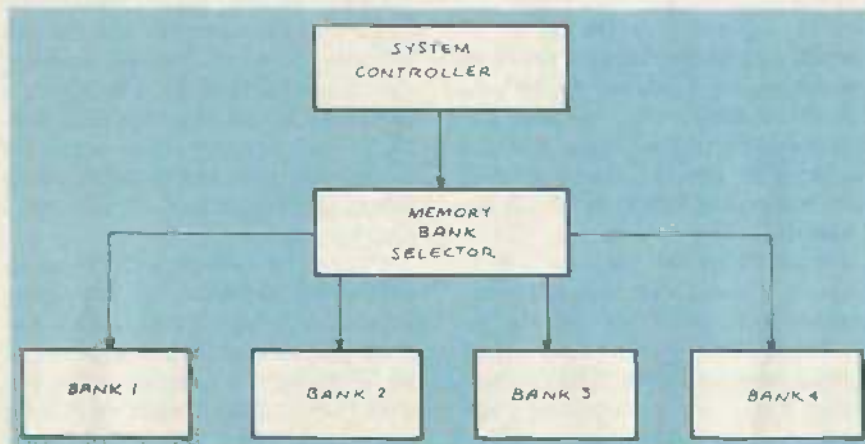 SYSTEM
CONTROLLER
MEMORY
BANK
SELECTOR
BANK 1
BANK 2
BANK 3
BANK 4